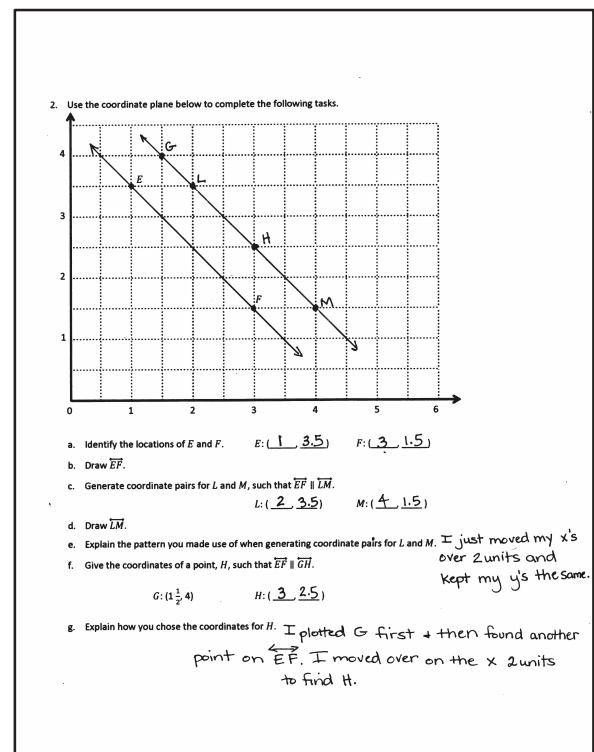 2. Use the coordinate plane below to complete the following tasks.
4
G
E
L
3
H
2
F
M
1
0 1 2 3 4 5 6
a. Identify the locations of E and F. E: ( 1 , 3.5 ) F: ( 3 , 1.5 )
b. Draw EF.
c. Generate coordinate pairs for L and M, such that EF ∥ LM.
L: ( 2 , 3.5 ) M: ( 4 , 1.5 )
d. Draw LM.
e. Explain the pattern you made use of when generating coordinate pairs for L and M. I just moved my x's
over 2 units and
kept my y's the same.
f. Give the coordinates of a point, H, such that EF ∥ GH.
G: (1 1/2, 4) H: ( 3 , 2.5 )
g. Explain how you chose the coordinates for H. I plotted G first + then found another
point on EF. I moved over on the x 2 units
to find H.